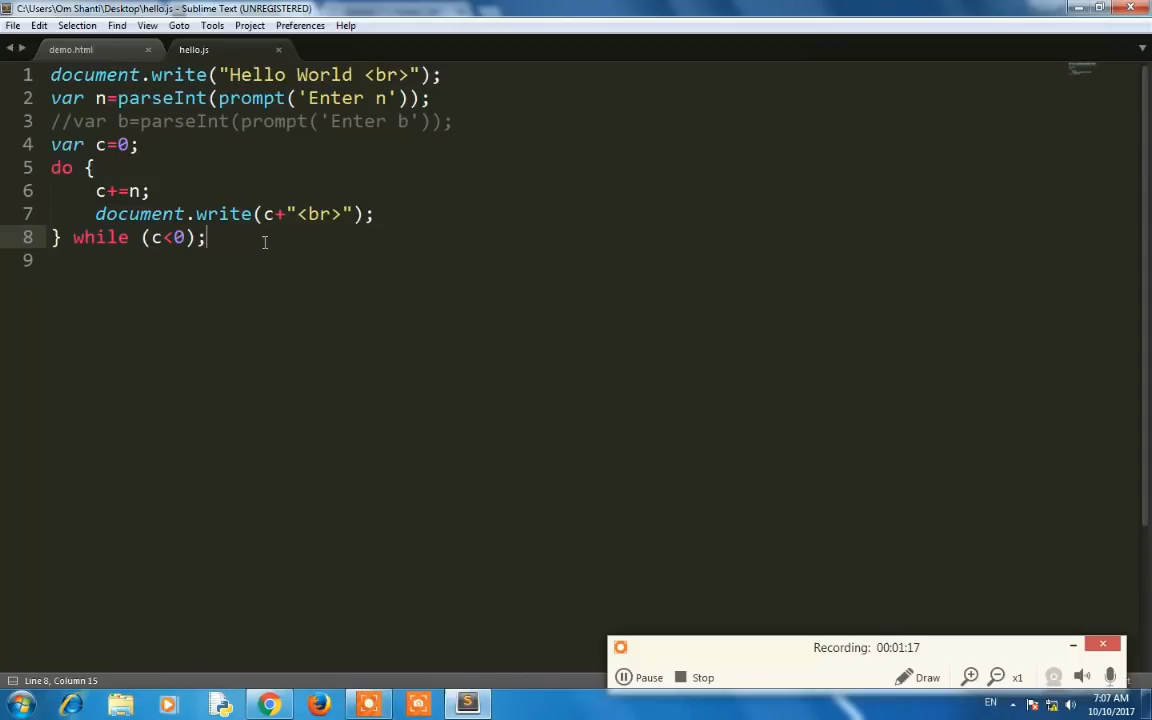 C:\Users\Om Shanti\Desktop\hello.js - Sublime Text (UNREGISTERED)
File Edit Selection Find View Goto Tools Project Preferences Help
demo.html × hello.js ×
1 document.write("Hello World <br>");
2 var n=parseInt(prompt('Enter n'));
3 //var b=parseInt(prompt('Enter b'));
4 var c=0;
5 do {
6 c+=n;
7 document.write(c+"<br>");
8 } while (c<0);
9
Recording: 00:01:17
Pause Stop Draw x1
Line 8, Column 15
EN 7:07 AM
10/10/2017